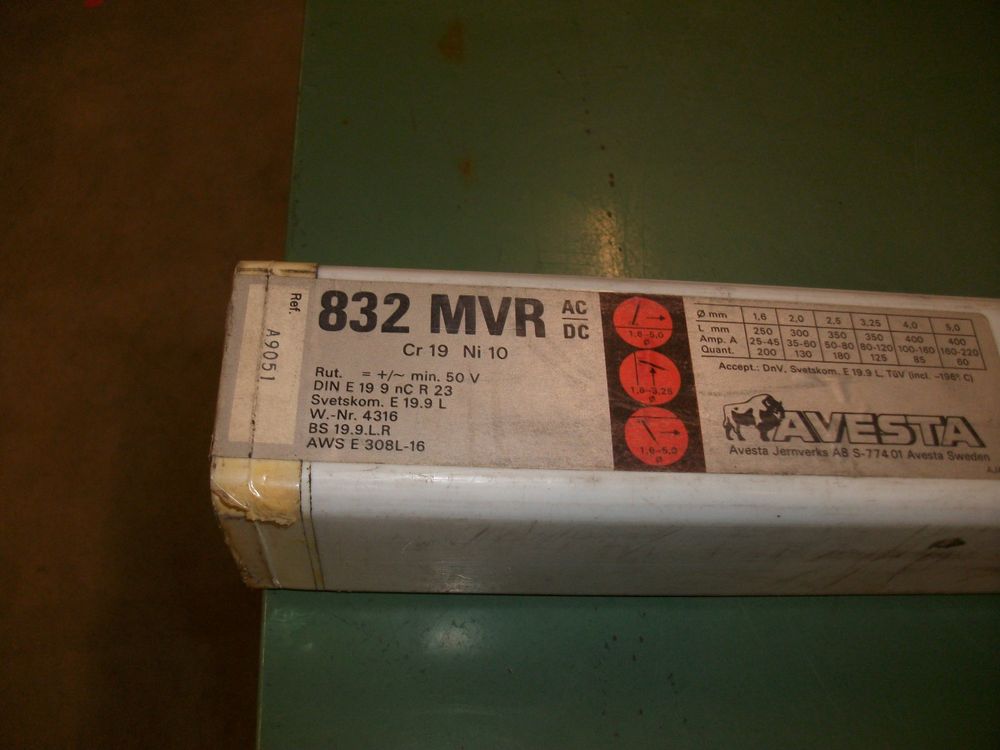 Ref. A9051
832 MVR AC DC
Cr 19 Ni 10
Rut. = +/~ min. 50 V
DIN E 19 9 nC R 23
Svetskom. E 19.9 L
W.-Nr. 4316
BS 19.9.L.R
AWS E 308L-16
1,6-5,0
Ø
1,6-3,25
Ø
1,6-5,0
Ø
Ø mm 1,6 2,0 2,5 3,25 4,0 5,0
L mm 250 300 350 350 400 400
Amp. A 25-45 35-60 50-80 80-120 100-160 160-220
Quant. 200 130 180 125 85 60
Accept.: DnV, Svetskom. E 19.9 L, TüV (incl. -196° C)
AVESTA
Avesta Jernverks AB S-774 01 Avesta Sweden